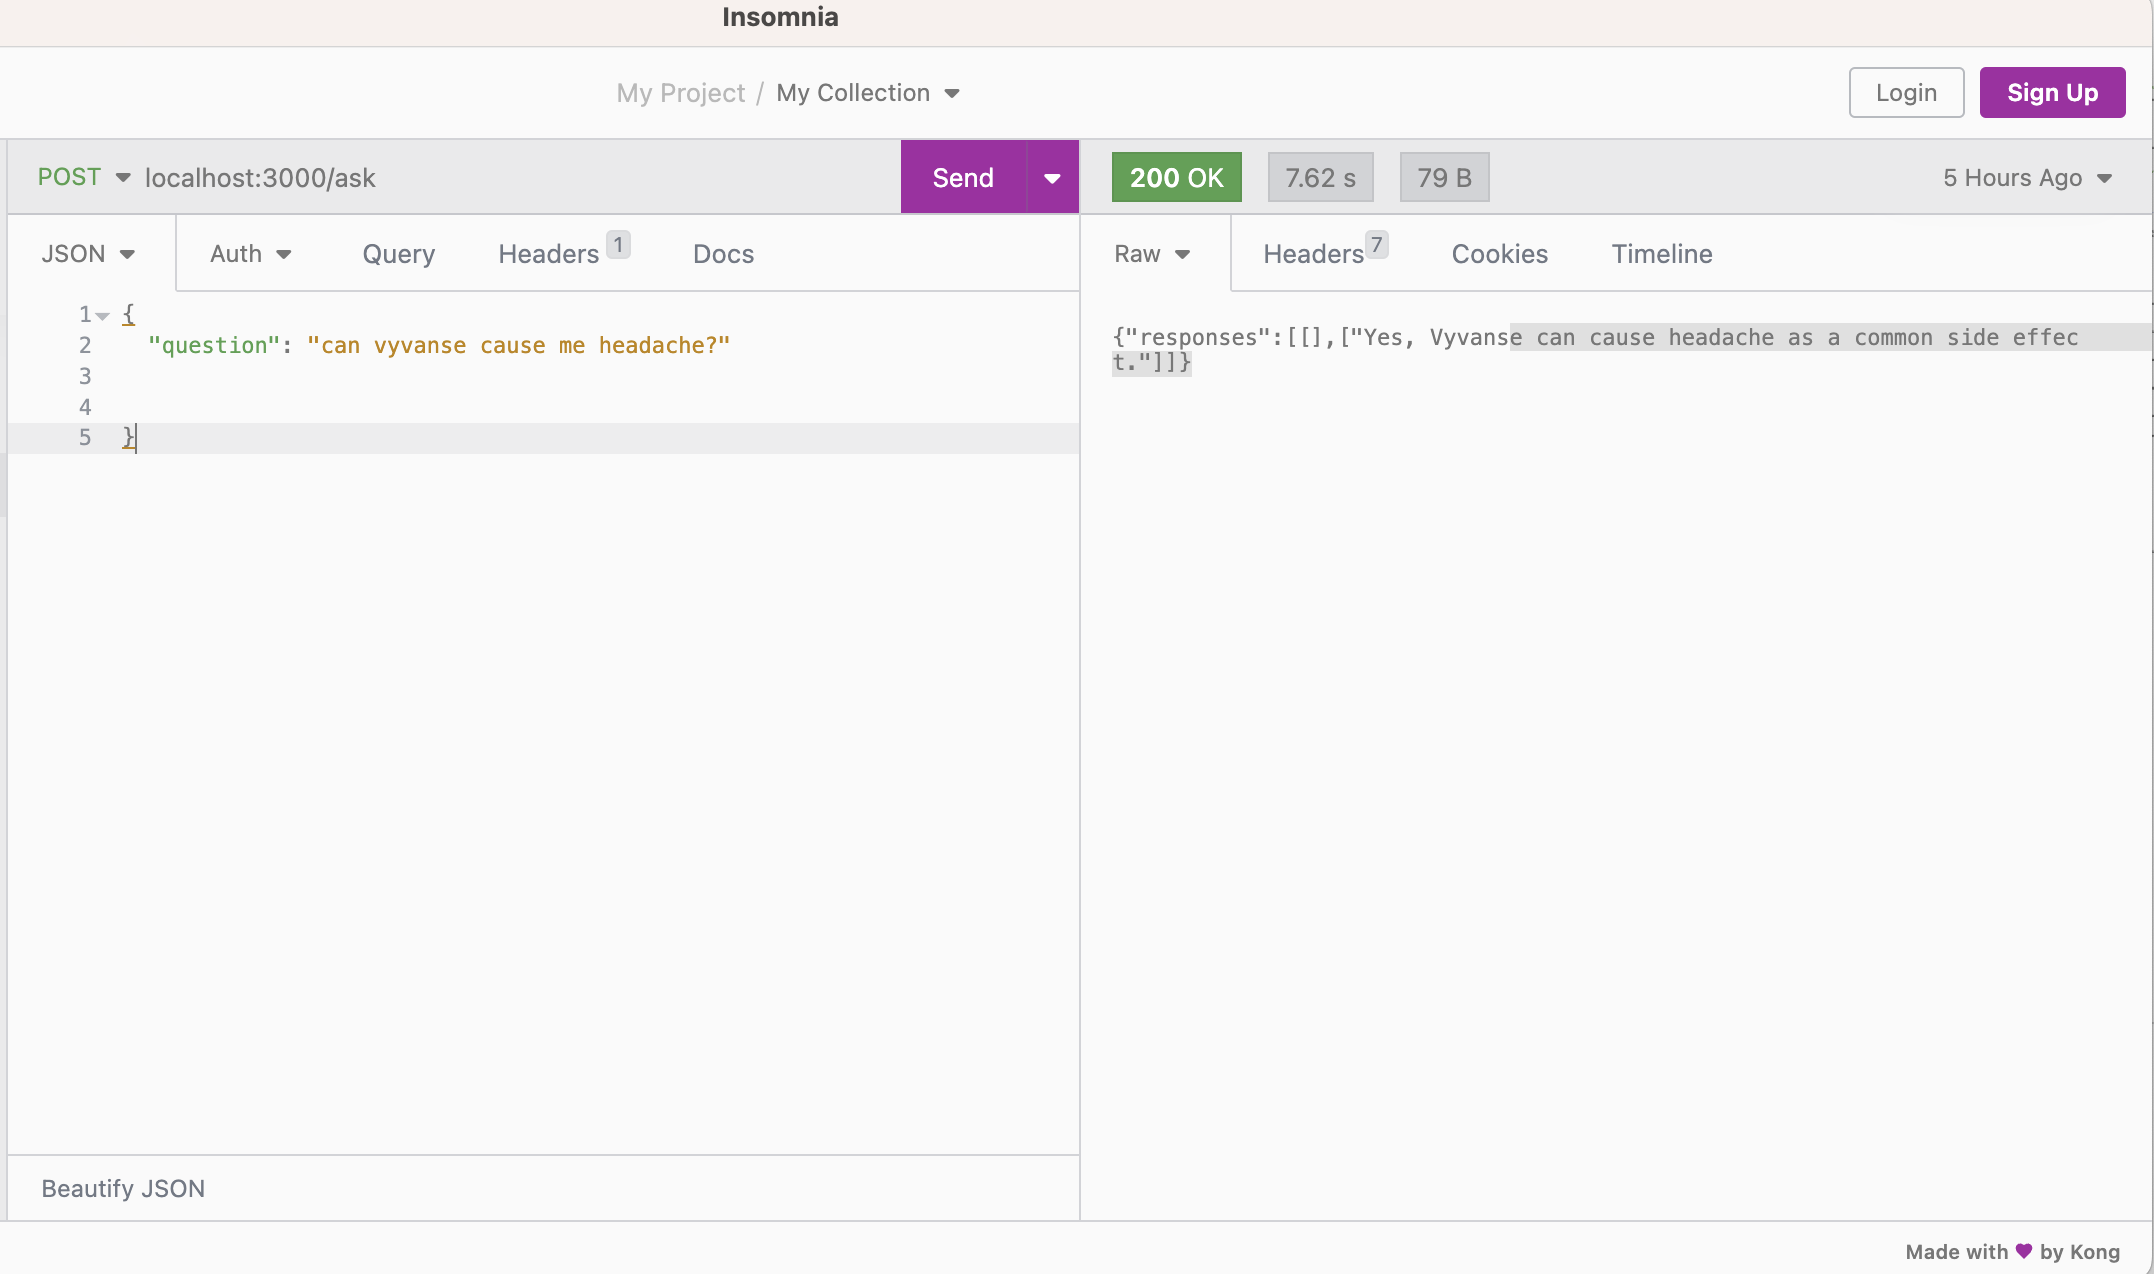 Insomnia
My Project / My Collection
Login
Sign Up
POST localhost:3000/ask
Send
200 OK
7.62 s
79 B
5 Hours Ago
JSON
Auth
Query
Headers 1
Docs
Raw
Headers 7
Cookies
Timeline
1 {
2 "question": "can vyvanse cause me headache?"
3
4
5 }
{"responses":[[],["Yes, Vyvanse can cause headache as a common side effec
t."]]}
Beautify JSON
Made with ♥ by Kong